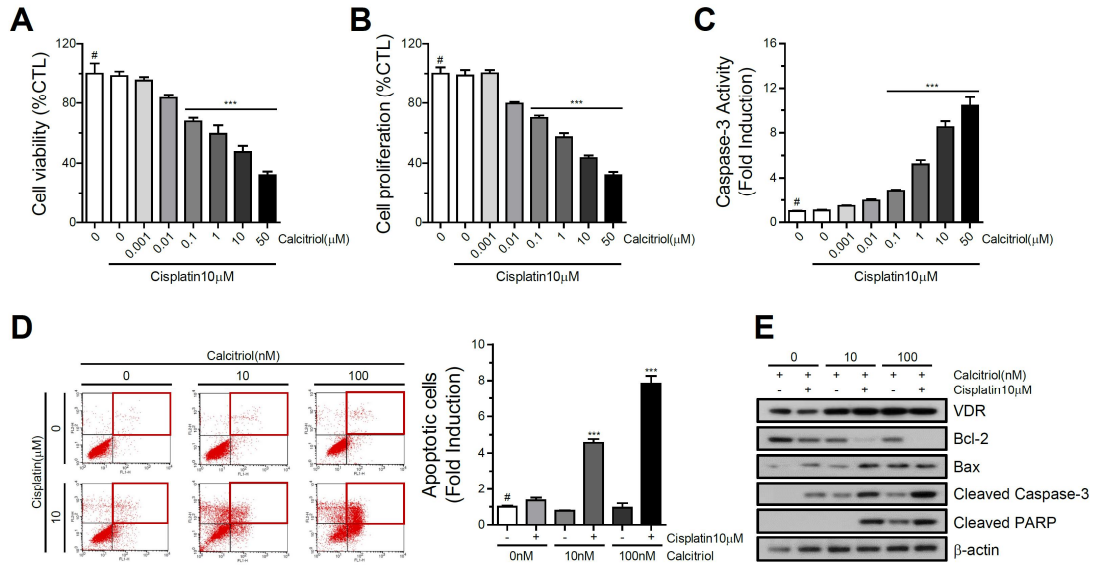 A
Cell viability (%CTL)
120
80
40
0
#
***
0 0 0.001 0.01 0.1 1 10 50 Calcitriol(μM)
Cisplatin10μM
B
Cell proliferation (%CTL)
120
80
40
0
#
***
0 0 0.001 0.01 0.1 1 10 50 Calcitriol(μM)
Cisplatin10μM
C
Caspase-3 Activity
(Fold Induction)
16
12
8
4
0
#
***
0 0 0.001 0.01 0.1 1 10 50 Calcitriol(μM)
Cisplatin10μM
D
Calcitriol(nM)
0 10 100
Cisplatin(μM)
0
10
FL1-H
Apoptotic cells
(Fold Induction)
10
8
6
4
2
0
#
***
***
- + - + - + Cisplatin10μM
0nM 10nM 100nM Calcitriol
E
0 10 100
+ + + + + + Calcitriol(nM)
- + - + - + Cisplatin10μM
VDR
Bcl-2
Bax
Cleaved Caspase-3
Cleaved PARP
β-actin